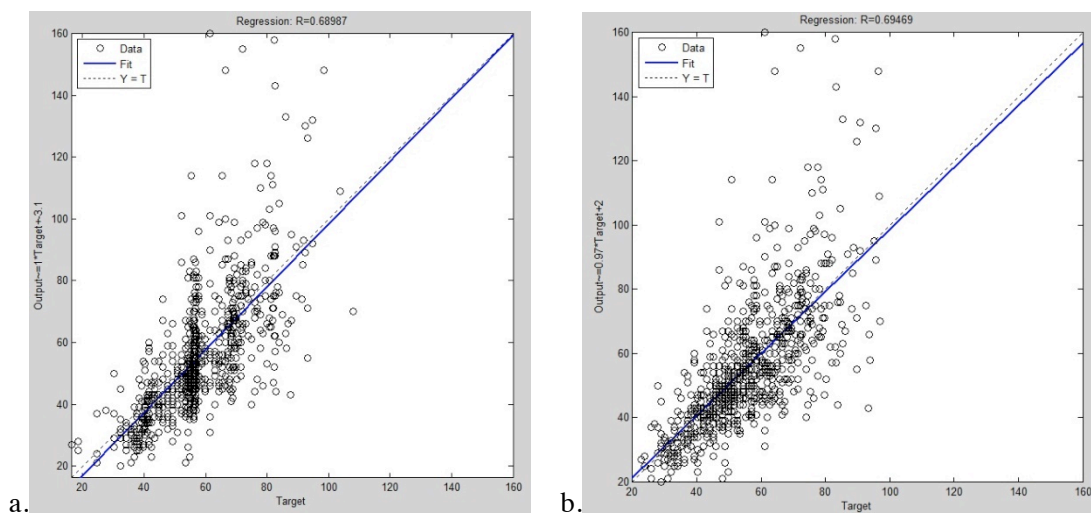 Regression: R=0.68987
160
140
120
100
80
60
40
20
Data
Fit
Y = T
Output~=1*Target+-3.1
20 40 60 80 100 120 140 160
Target
a.
Regression: R=0.69469
160
140
120
100
80
60
40
20
Data
Fit
Y = T
Output~=0.97*Target+2
20 40 60 80 100 120 140 160
Target
b.